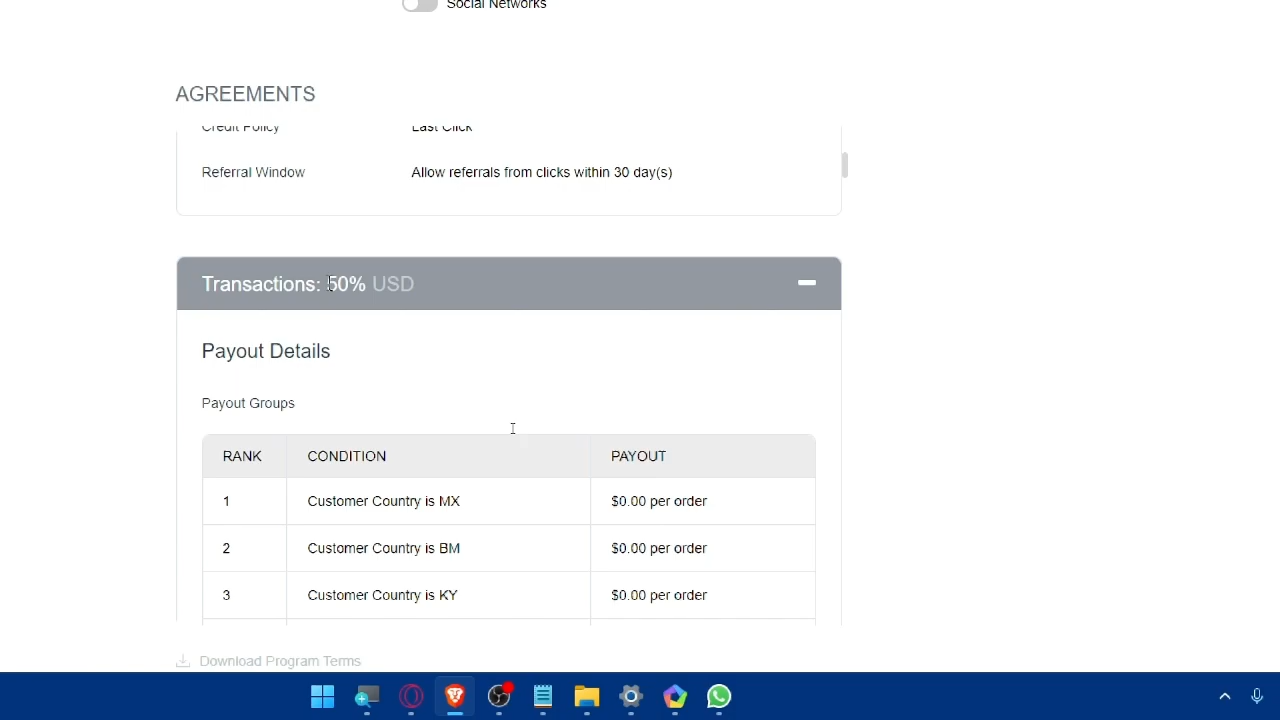 Social Networks
AGREEMENTS
Credit Policy Last Click
Referral Window Allow referrals from clicks within 30 day(s)
Transactions: 50% USD
Payout Details
Payout Groups
RANK CONDITION PAYOUT
1 Customer Country is MX $0.00 per order
2 Customer Country is BM $0.00 per order
3 Customer Country is KY $0.00 per order
Download Program Terms